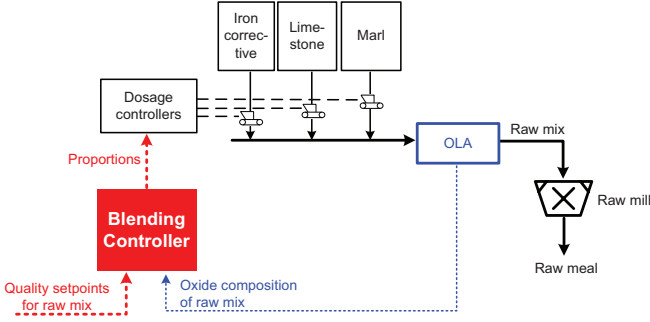 Iron
correc-
tive
Lime-
stone
Marl
Dosage
controllers
Proportions
OLA
Raw mix
Raw mill
Blending
Controller
Raw meal
Quality setpoints
for raw mix
Oxide composition
of raw mix